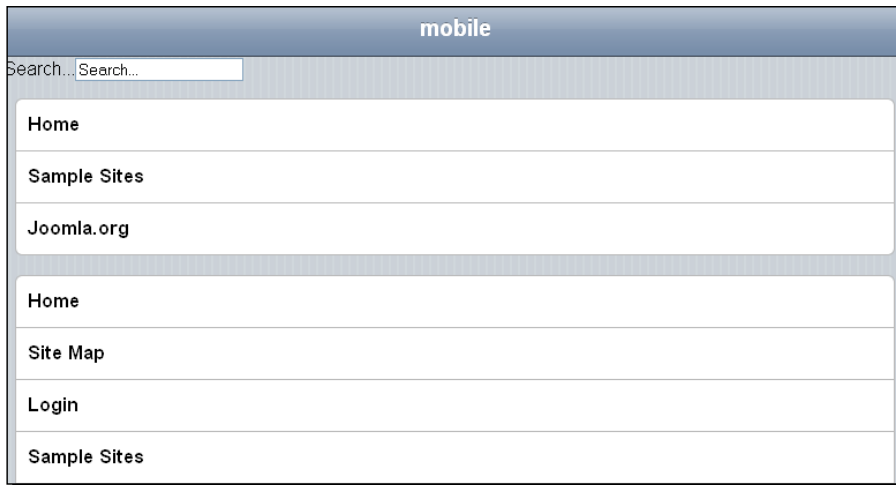 mobile
Search...Search...
Home
Sample Sites
Joomla.org
Home
Site Map
Login
Sample Sites